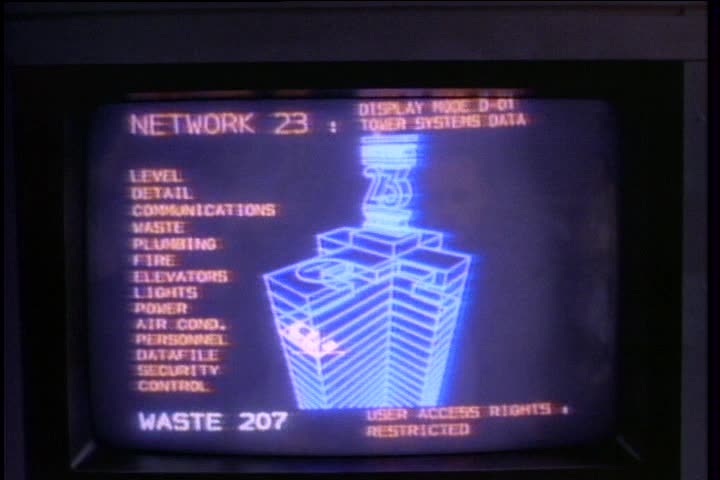 NETWORK 23 :
DISPLAY MODE D-01
TOWER SYSTEMS DATA
23
LEVEL
DETAIL
COMMUNICATIONS
WASTE
PLUMBING
FIRE
ELEVATORS
LIGHTS
POWER
AIR COND.
PERSONNEL
DATAFILE
SECURITY
CONTROL
WASTE 207
USER ACCESS RIGHTS :
RESTRICTED